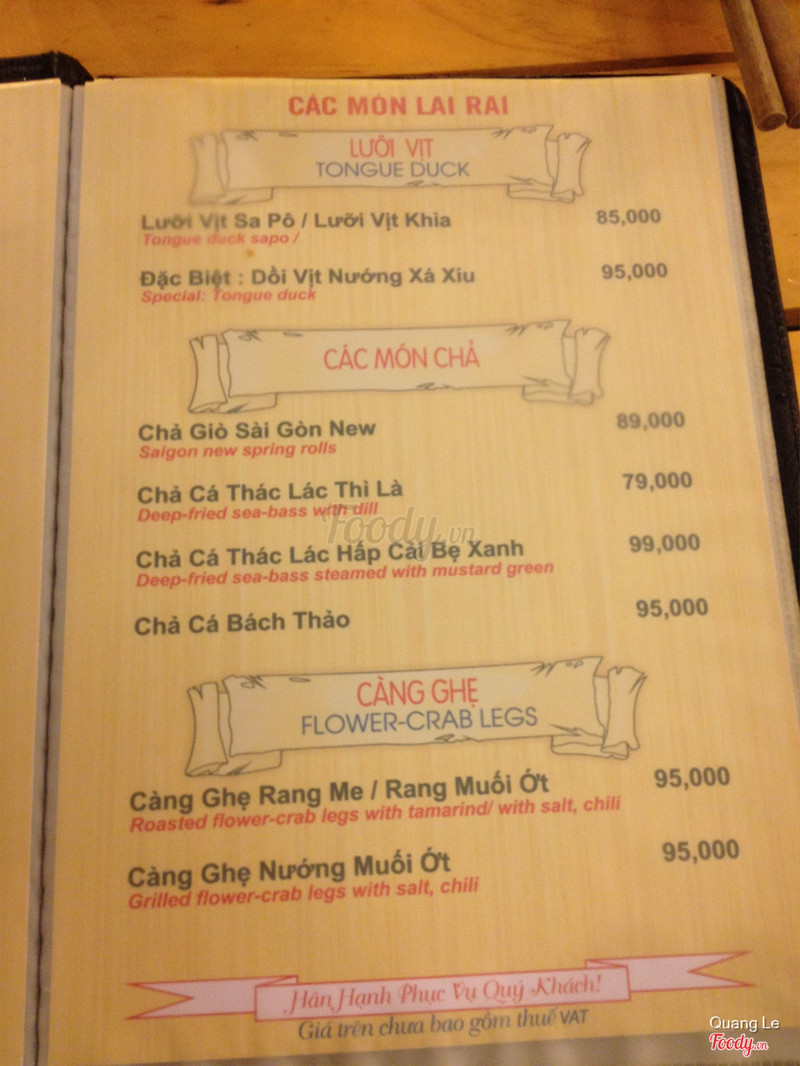 CÁC MÓN LAI RAI
LƯỠI VỊT
TONGUE DUCK
Lưỡi Vịt Sa Pô / Lưỡi Vịt Khìa 85,000
Tongue duck sapo /
Đặc Biệt : Dồi Vịt Nướng Xá Xíu 95,000
Special: Tongue duck
CÁC MÓN CHẢ
Chả Giò Sài Gòn New 89,000
Saigon new spring rolls
Chả Cá Thác Lác Thì Là 79,000
Deep-fried sea-bass with dill
Foody.vn
Chả Cá Thác Lác Hấp Cải Bẹ Xanh 99,000
Deep-fried sea-bass steamed with mustard green
Chả Cá Bách Thảo 95,000
CÀNG GHẸ
FLOWER-CRAB LEGS
Càng Ghẹ Rang Me / Rang Muối Ớt 95,000
Roasted flower-crab legs with tamarind/ with salt, chili
Càng Ghẹ Nướng Muối Ớt 95,000
Grilled flower-crab legs with salt, chili
Hân Hạnh Phục Vụ Quý Khách!
Giá trên chưa bao gồm thuế VAT
Quang Le
Foody.vn